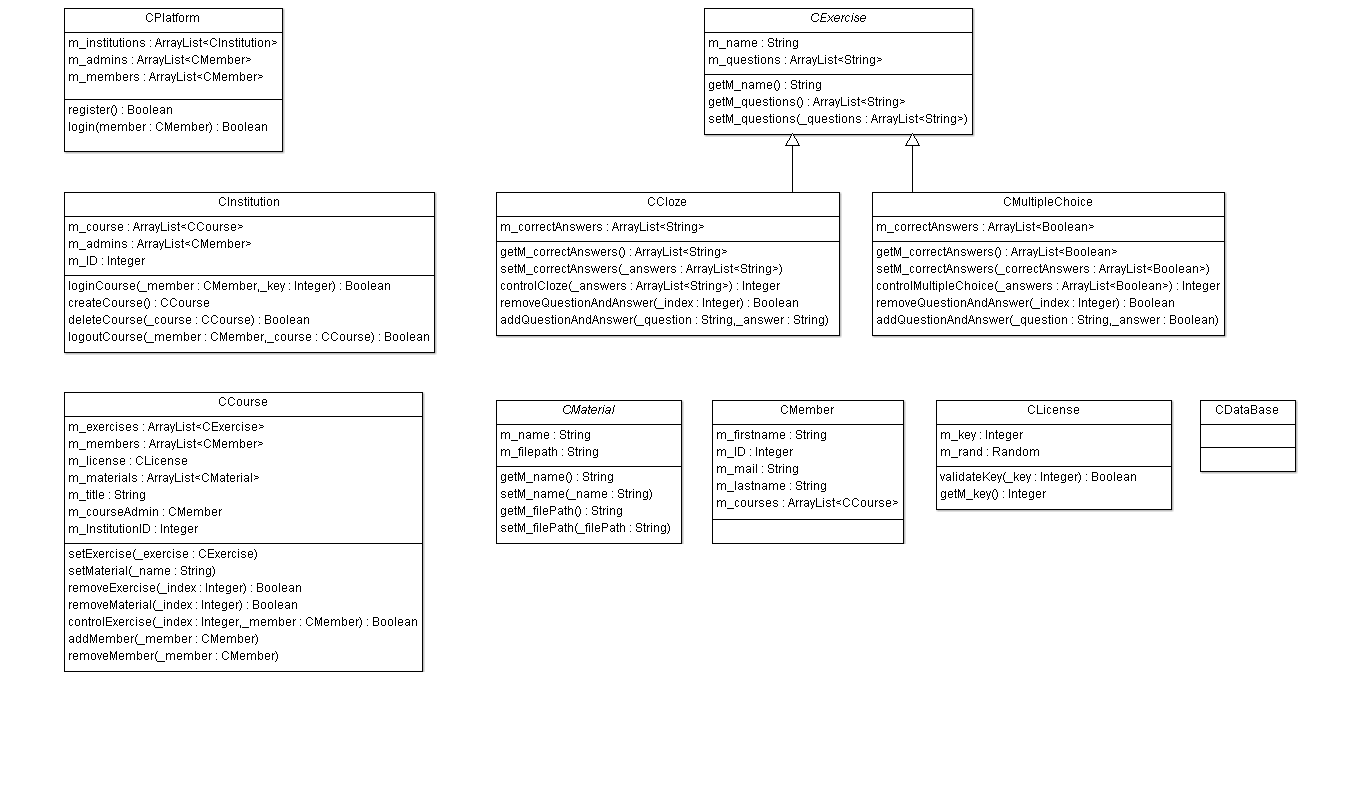 CPlatform
m_institutions : ArrayList<CInstitution>
m_admins : ArrayList<CMember>
m_members : ArrayList<CMember>
register() : Boolean
login(member : CMember) : Boolean
CExercise
m_name : String
m_questions : ArrayList<String>
getM_name() : String
getM_questions() : ArrayList<String>
setM_questions(_questions : ArrayList<String>)
CInstitution
m_course : ArrayList<CCourse>
m_admins : ArrayList<CMember>
m_ID : Integer
loginCourse(_member : CMember,_key : Integer) : Boolean
createCourse() : CCourse
deleteCourse(_course : CCourse) : Boolean
logoutCourse(_member : CMember,_course : CCourse) : Boolean
CCloze
m_correctAnswers : ArrayList<String>
getM_correctAnswers() : ArrayList<String>
setM_correctAnswers(_answers : ArrayList<String>)
controlCloze(_answers : ArrayList<String>) : Integer
removeQuestionAndAnswer(_index : Integer) : Boolean
addQuestionAndAnswer(_question : String,_answer : String)
CMultipleChoice
m_correctAnswers : ArrayList<Boolean>
getM_correctAnswers() : ArrayList<Boolean>
setM_correctAnswers(_correctAnswers : ArrayList<Boolean>)
controlMultipleChoice(_answers : ArrayList<Boolean>) : Integer
removeQuestionAndAnswer(_index : Integer) : Boolean
addQuestionAndAnswer(_question : String,_answer : Boolean)
CCourse
m_exercises : ArrayList<CExercise>
m_members : ArrayList<CMember>
m_license : CLicense
m_materials : ArrayList<CMaterial>
m_title : String
m_courseAdmin : CMember
m_InstitutionID : Integer
setExercise(_exercise : CExercise)
setMaterial(_name : String)
removeExercise(_index : Integer) : Boolean
removeMaterial(_index : Integer) : Boolean
controlExercise(_index : Integer,_member : CMember) : Boolean
addMember(_member : CMember)
removeMember(_member : CMember)
CMaterial
m_name : String
m_filepath : String
getM_name() : String
setM_name(_name : String)
getM_filePath() : String
setM_filePath(_filePath : String)
CMember
m_firstname : String
m_ID : Integer
m_mail : String
m_lastname : String
m_courses : ArrayList<CCourse>
CLicense
m_key : Integer
m_rand : Random
validateKey(_key : Integer) : Boolean
getM_key() : Integer
CDataBase